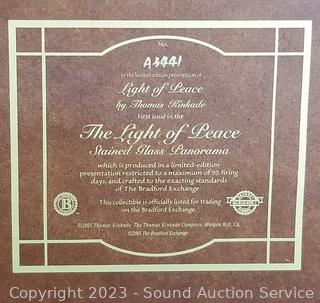 No.
A3441
in the limited-edition presentation of
Light of Peace
by Thomas Kinkade
First issue in the
The Light of Peace
Stained Glass Panorama
which is produced in a limited-edition
presentation restricted to a maximum of 95 firing
days, and crafted to the exacting standards
of The Bradford Exchange.
This collectible is officially listed for trading
on the Bradford Exchange.
B
©2005 Thomas Kinkade, The Thomas Kinkade Company, Morgan Hill, CA.
©2005 The Bradford Exchange
Copyright 2023 - Sound Auction Service